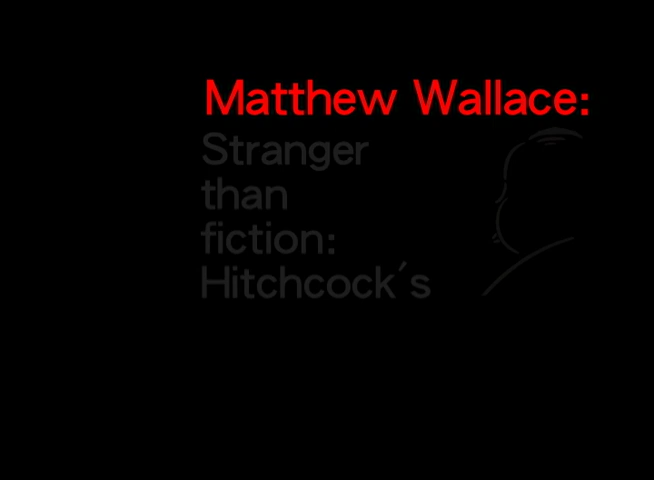 Matthew Wallace:
Stranger
than
fiction:
Hitchcock´s